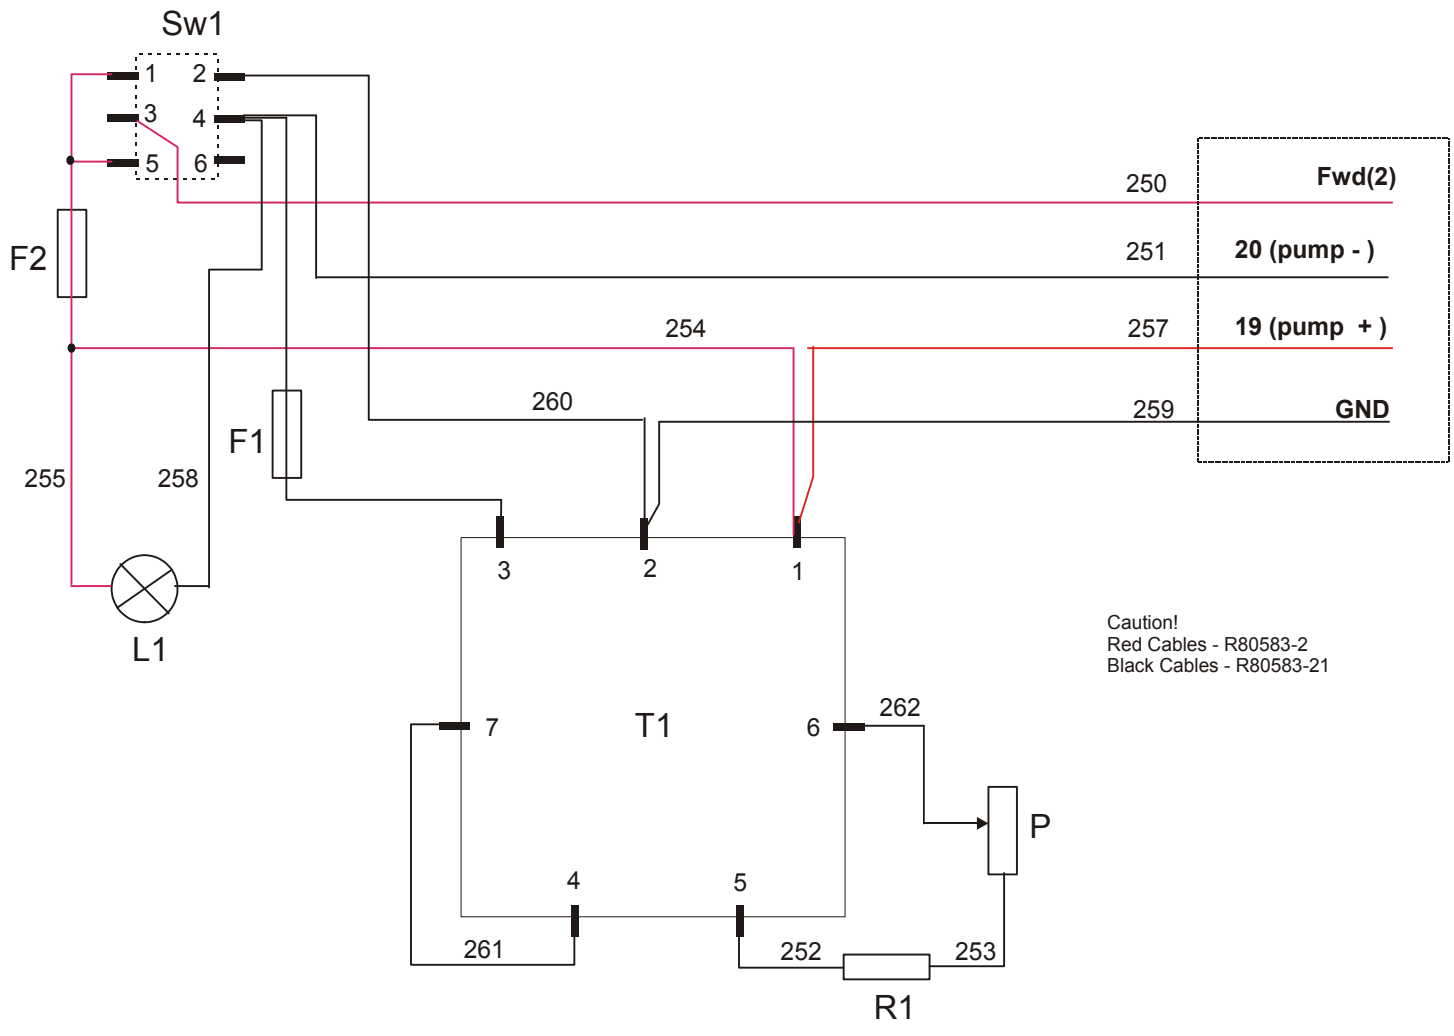 Sw1
1 2
3 4
5 6
F2
250 Fwd(2)
251 20 (pump - )
254 257 19 (pump + )
260 259 GND
F1
255 258
3 2 1
L1
Caution!
Red Cables - R80583-2
Black Cables - R80583-21
7 T1 6 262
P
4 5
261 252 253
R1